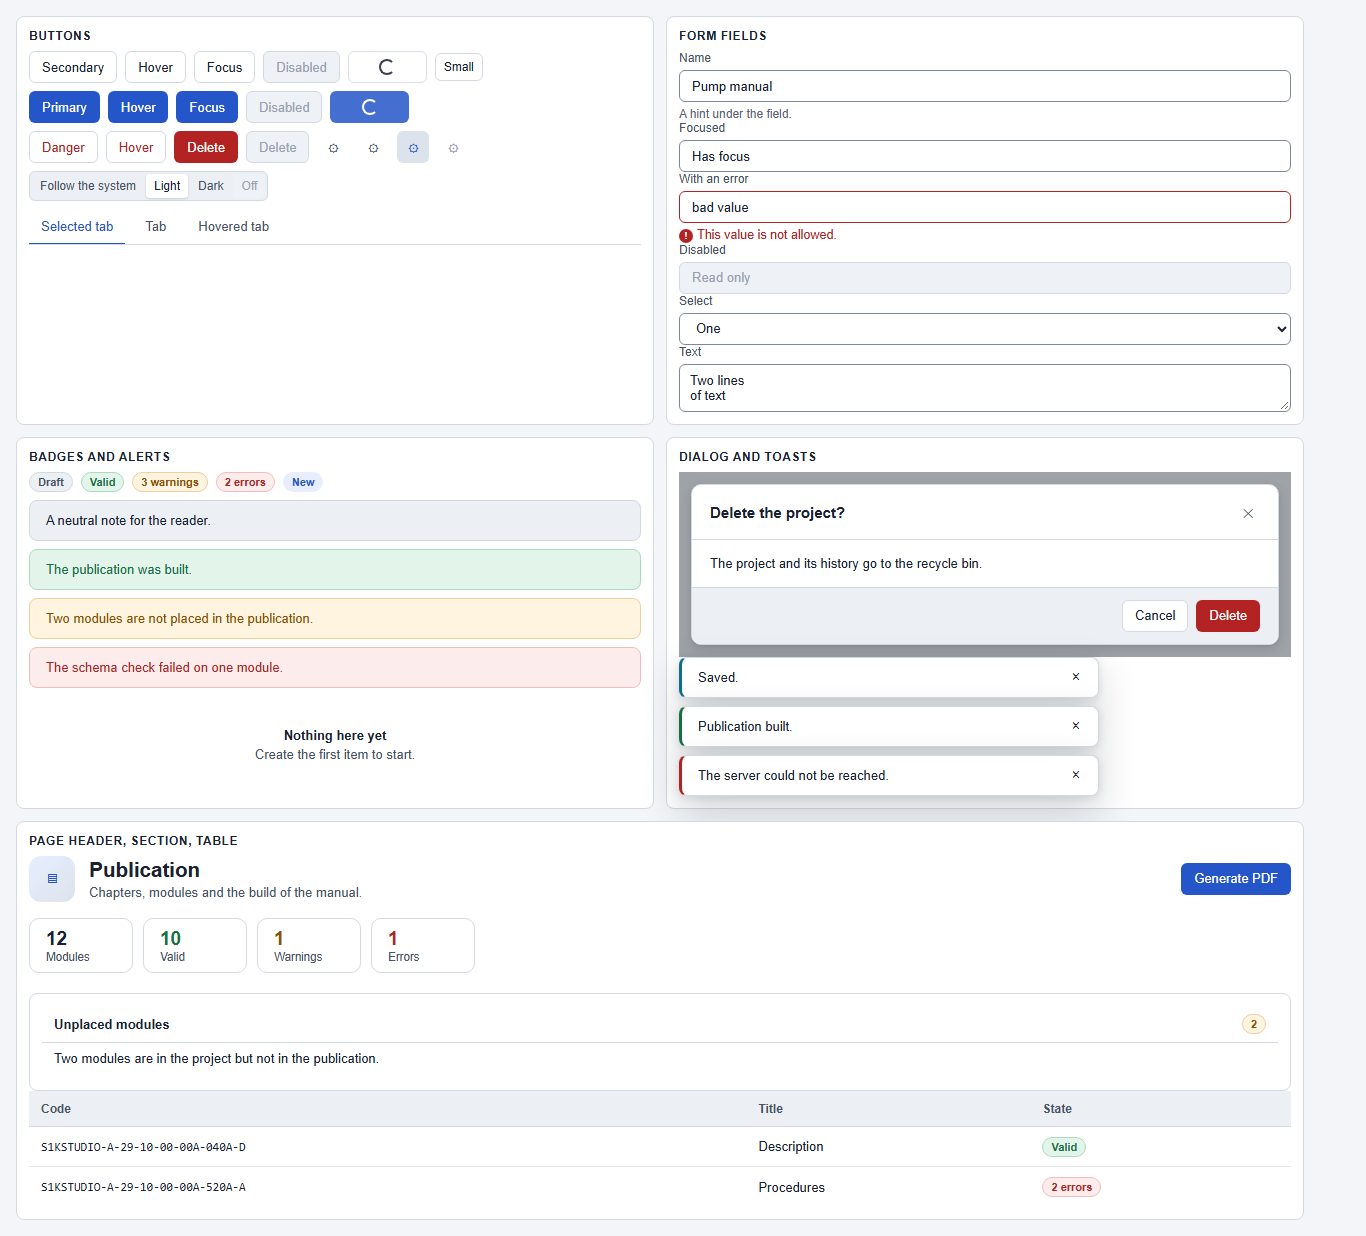 BUTTONS
Secondary Hover Focus Disabled Small
Primary Hover Focus Disabled
Danger Hover Delete Delete
Follow the system Light Dark Off
Selected tab Tab Hovered tab
FORM FIELDS
Name
Pump manual
A hint under the field.
Focused
Has focus
With an error
bad value
! This value is not allowed.
Disabled
Read only
Select
One
Text
Two lines
of text
BADGES AND ALERTS
Draft Valid 3 warnings 2 errors New
A neutral note for the reader.
The publication was built.
Two modules are not placed in the publication.
The schema check failed on one module.
Nothing here yet
Create the first item to start.
DIALOG AND TOASTS
Delete the project?
The project and its history go to the recycle bin.
Cancel Delete
Saved.
Publication built.
The server could not be reached.
PAGE HEADER, SECTION, TABLE
Publication
Chapters, modules and the build of the manual.
Generate PDF
12 10 1 1
Modules Valid Warnings Errors
Unplaced modules 2
Two modules are in the project but not in the publication.
Code Title State
S1KSTUDIO-A-29-10-00-00A-040A-D Description Valid
S1KSTUDIO-A-29-10-00-00A-520A-A Procedures 2 errors